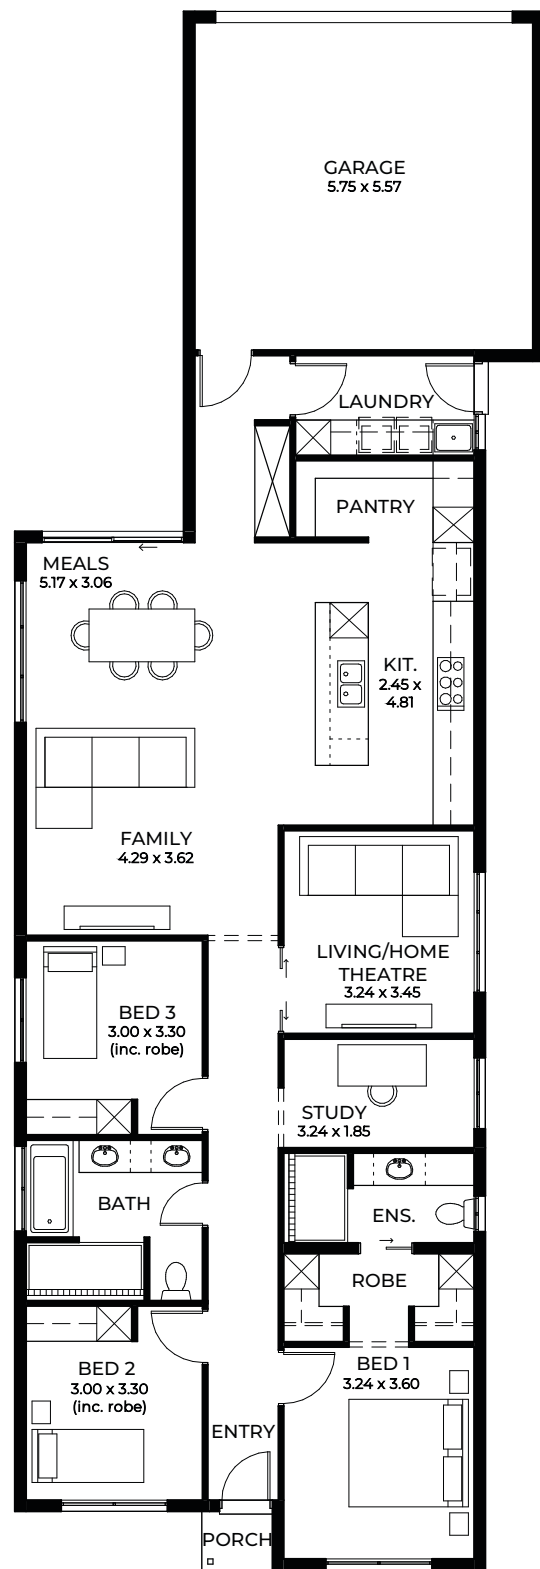 GARAGE
5.75 x 5.57
LAUNDRY
PANTRY
MEALS
5.17 x 3.06
KIT.
2.45 x
4.81
FAMILY
4.29 x 3.62
LIVING/HOME
THEATRE
3.24 x 3.45
BED 3
3.00 x 3.30
(inc. robe)
STUDY
3.24 x 1.85
BATH
ENS.
ROBE
BED 2
3.00 x 3.30
(inc. robe)
BED 1
3.24 x 3.60
ENTRY
PORCH